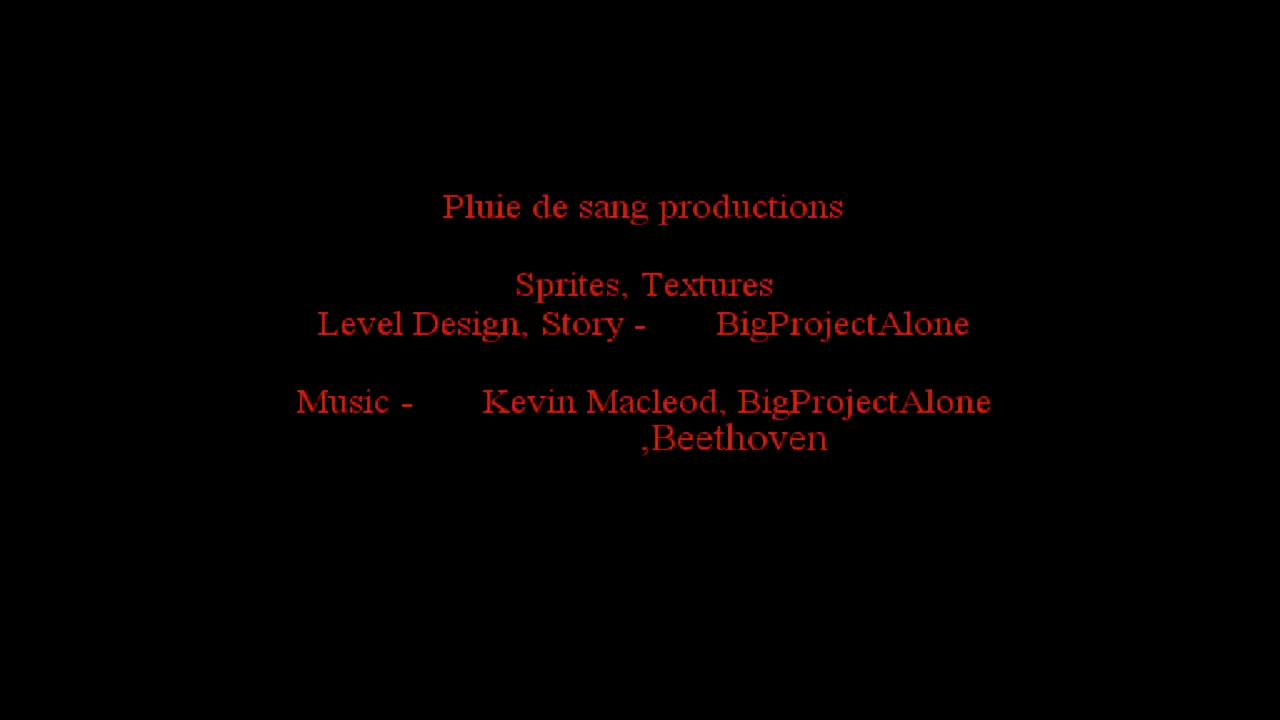 Pluie de sang productions
Sprites, Textures
Level Design, Story - BigProjectAlone
Music - Kevin Macleod, BigProjectAlone
,Beethoven